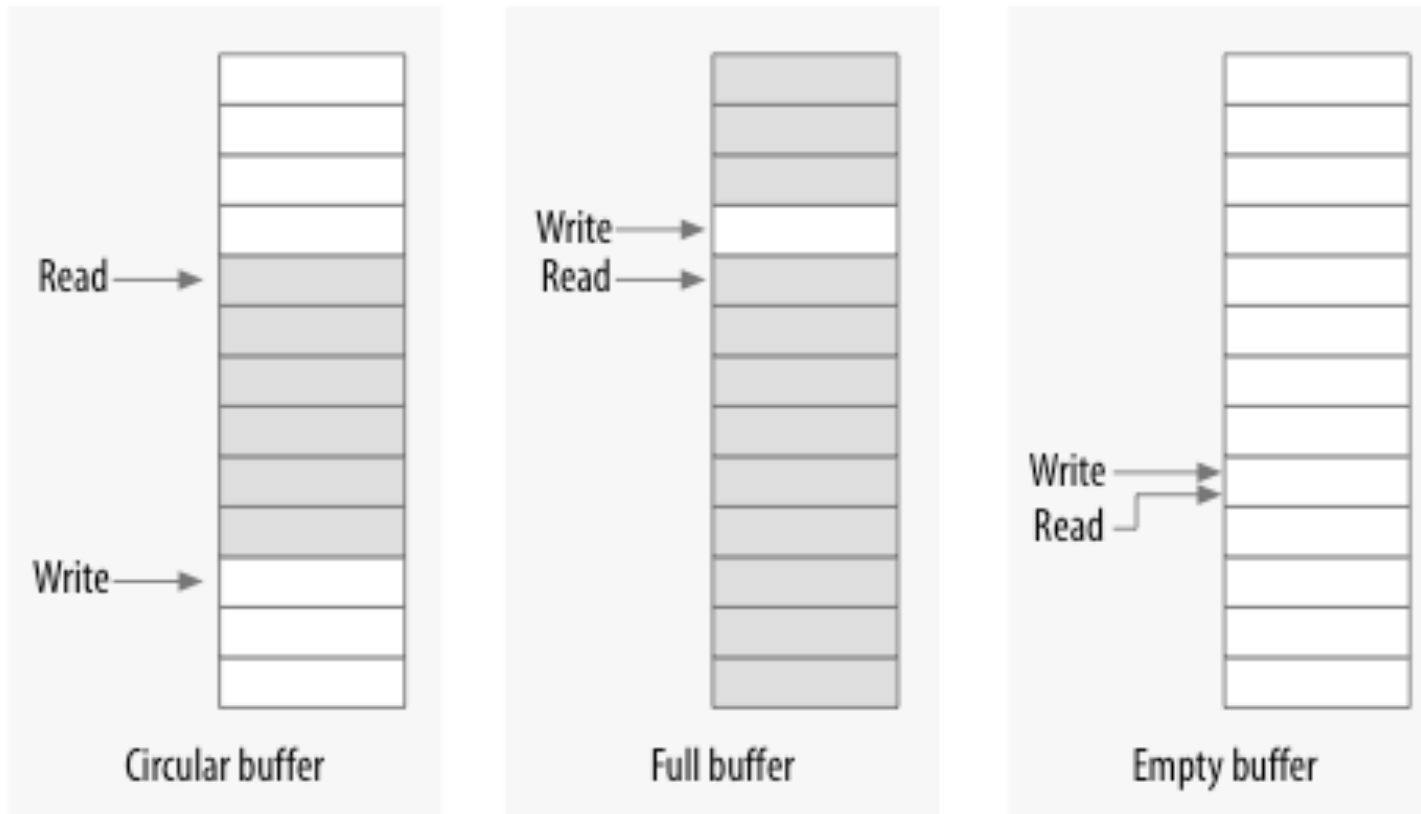 Read
Write
Circular buffer
Write
Read
Full buffer
Write
Read
Empty buffer